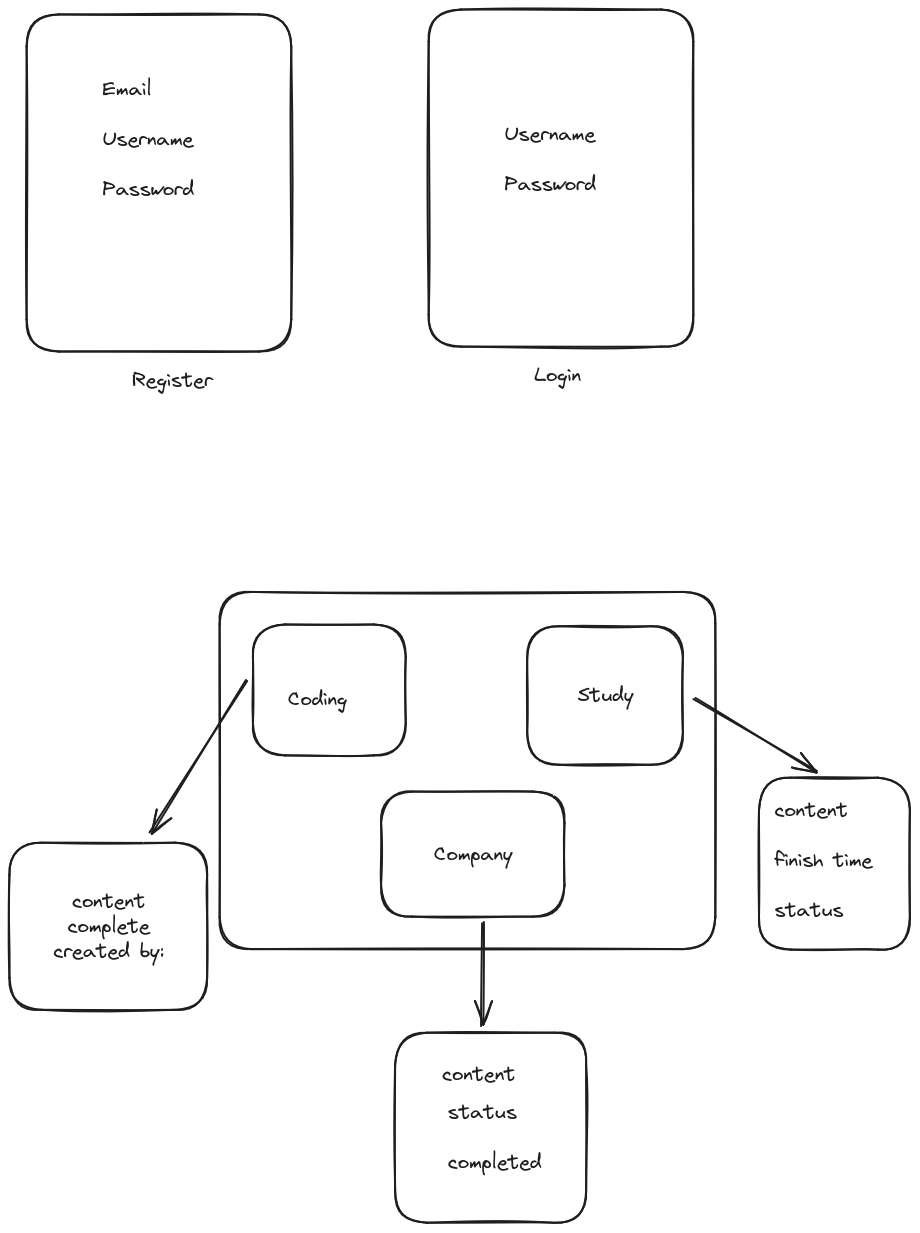 Email
Username
Password
Register
Username
Password
Login
Coding
Study
Company
content
complete
created by:
content
finish time
status
content
status
completed